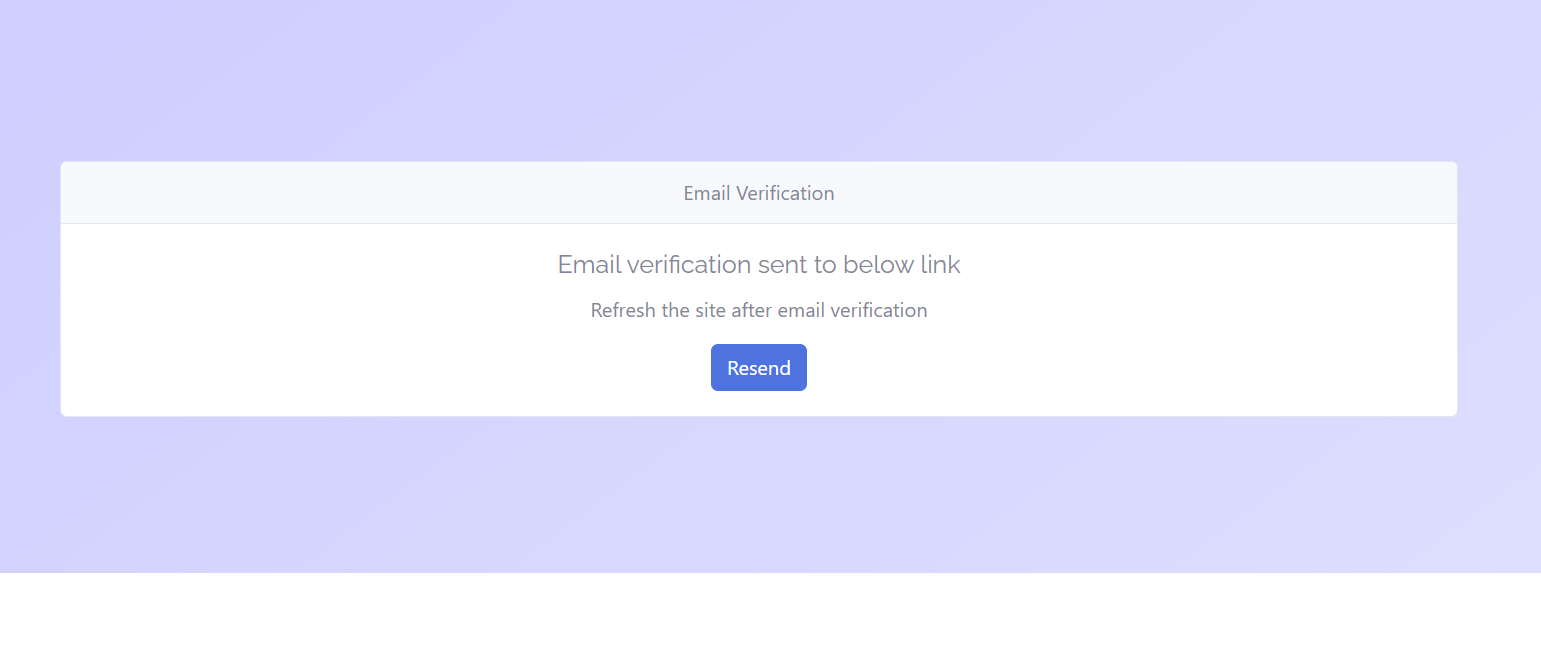 Email Verification
Email verification sent to below link
Refresh the site after email verification
Resend